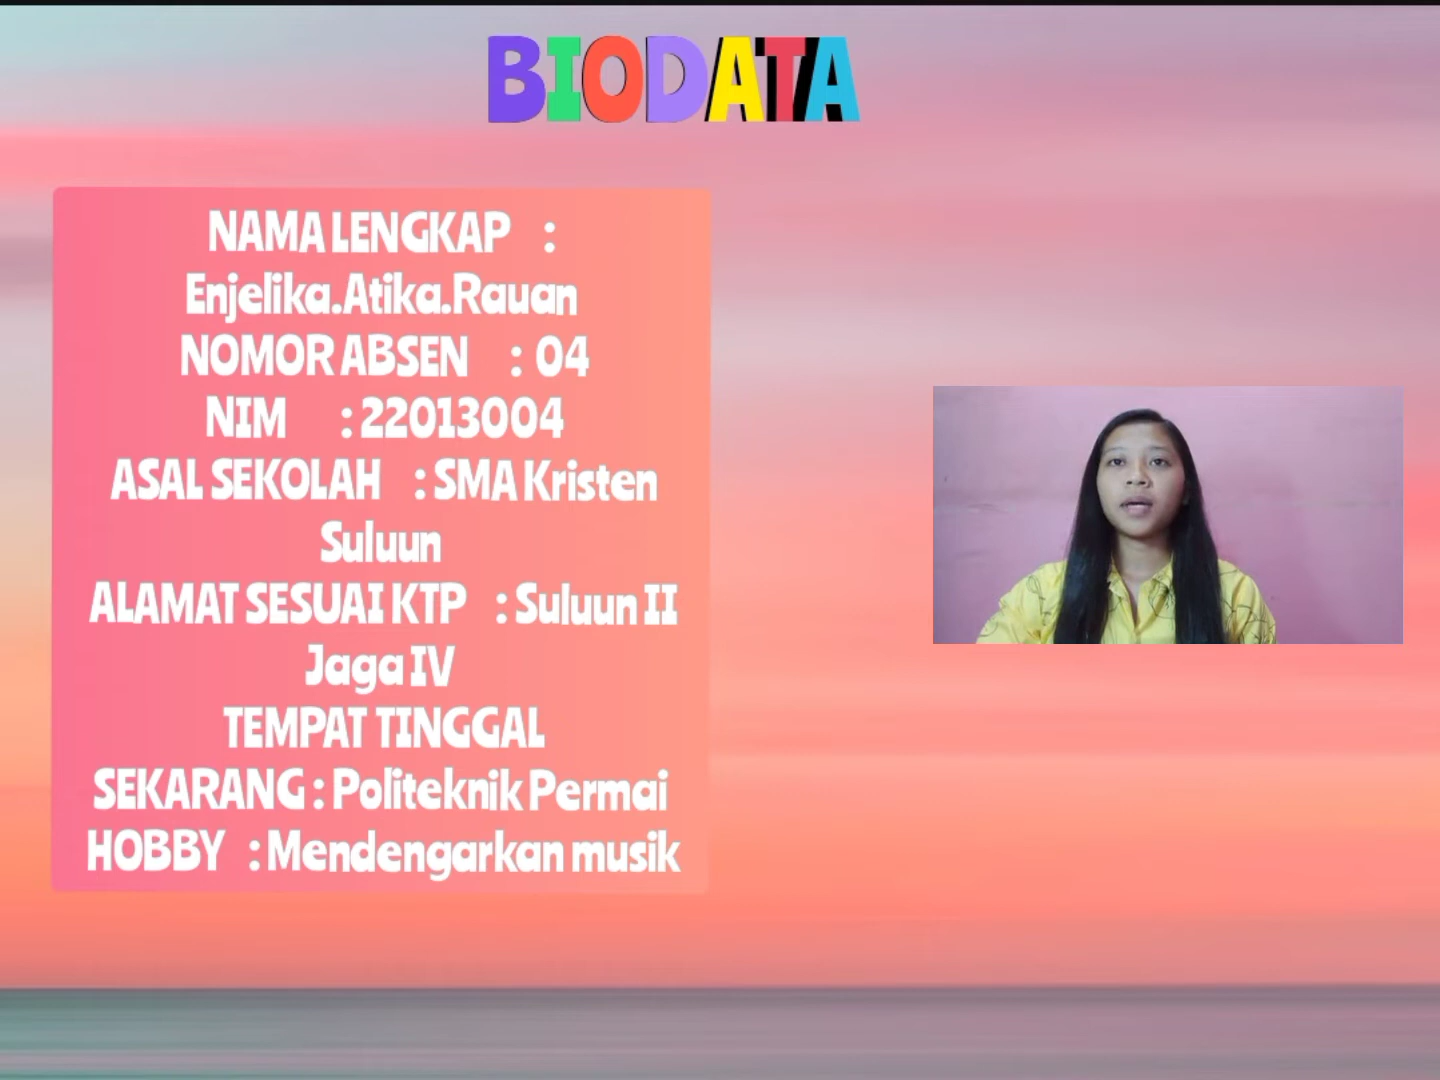 BIODATA
NAMA LENGKAP :
Enjelika.Atika.Rauan
NOMOR ABSEN : 04
NIM : 22013004
ASAL SEKOLAH : SMA Kristen
Suluun
ALAMAT SESUAI KTP : Suluun II
Jaga IV
TEMPAT TINGGAL
SEKARANG : Politeknik Permai
HOBBY : Mendengarkan musik